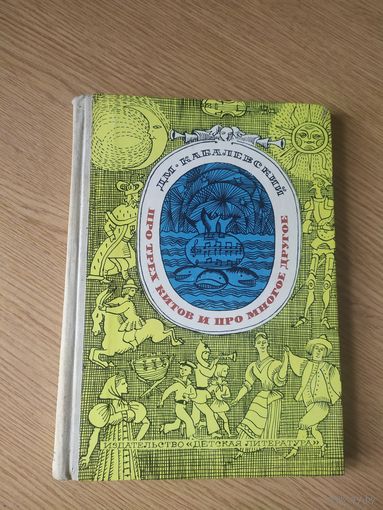 ДМ·КАБАЛЕВСКИЙ
ПРО ТРЕХ КИТОВ И ПРО МНОГОЕ ДРУГОЕ
ИЗДАТЕЛЬСТВО «ДЕТСКАЯ ЛИТЕРАТУРА»